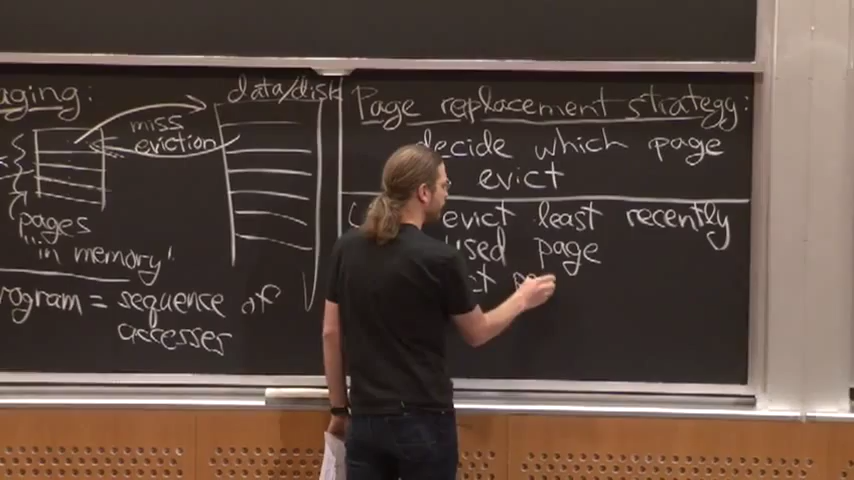 aging:
miss
eviction
pages
"in memory"
rogram = sequence of
accesses
data/disk
Page replacement strategy:
decide which page
evict
evict least recently
used page
ct